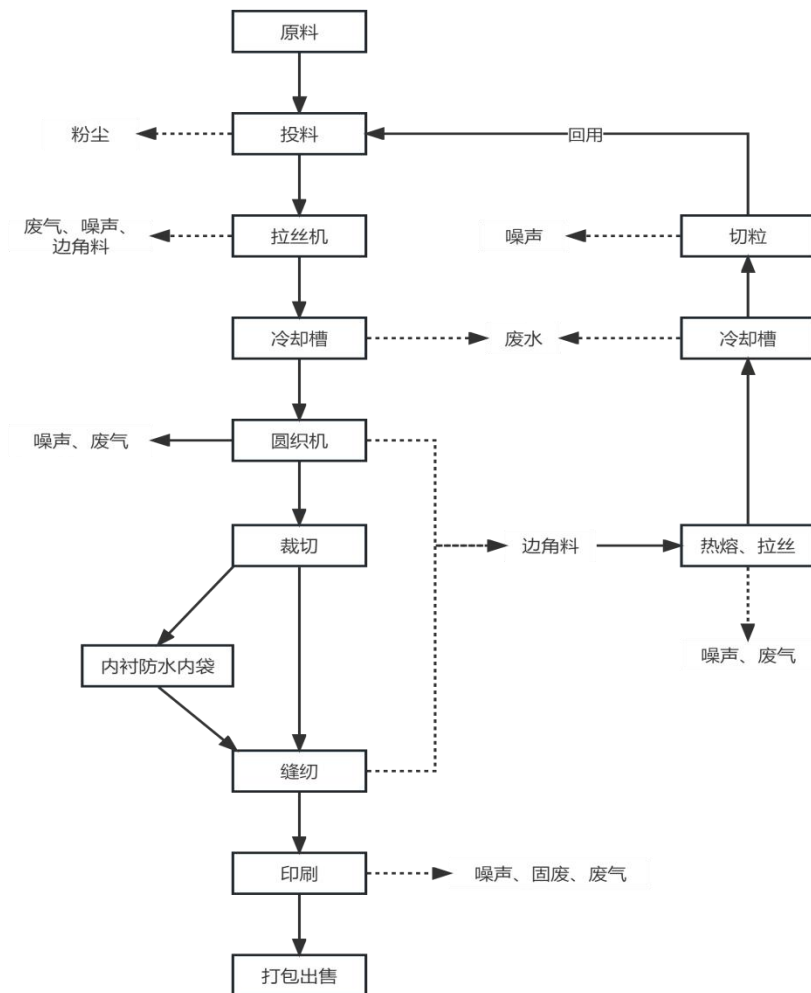 原料
粉尘
投料
回用
废气、噪声、
边角料
拉丝机
噪声
切粒
冷却槽
废水
冷却槽
噪声、废气
圆织机
裁切
边角料
热熔、拉丝
内衬防水内袋
噪声、废气
缝纫
印刷
噪声、固废、废气
打包出售